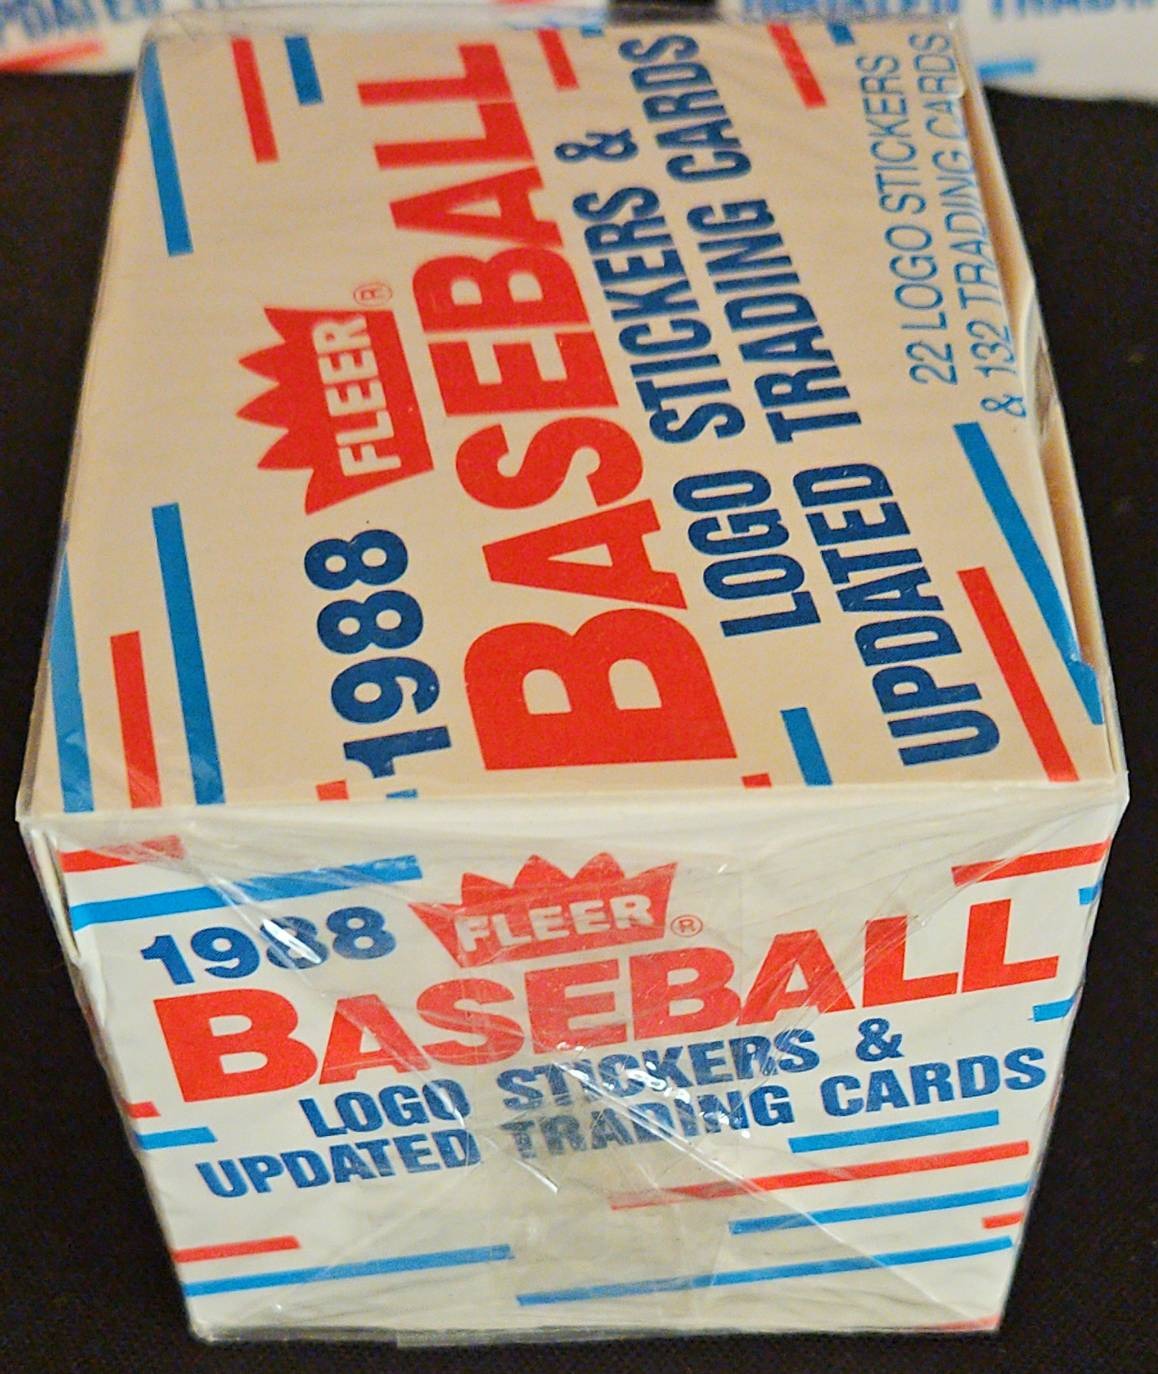 1988 FLEER®
BASEBALL
LOGO STICKERS &
UPDATED TRADING CARDS
22 LOGO STICKERS
& 132 TRADING CARDS
1988 FLEER®
BASEBALL
LOGO STICKERS &
UPDATED TRADING CARDS